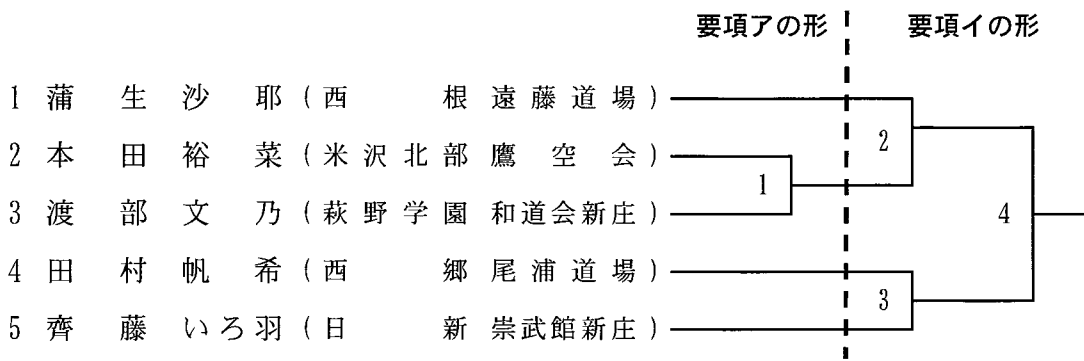 要項アの形 要項イの形
1 蒲生沙耶(西根遠藤道場)
2 本田裕菜(米沢北部鷹空会)
3 渡部文乃(萩野学園 和道会新庄)
4 田村帆希(西郷尾浦道場)
5 齊藤いろ羽(日新崇武館新庄)
1
2
3
4